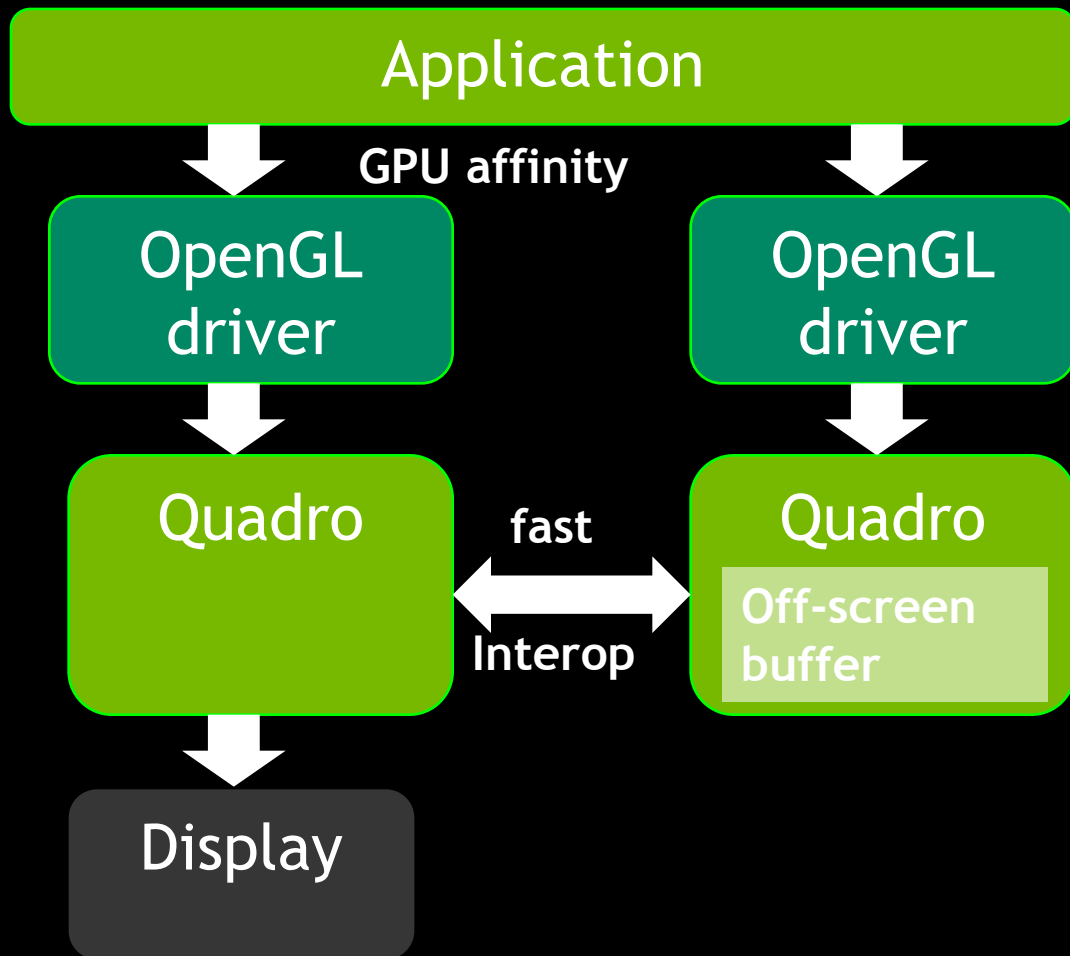 Application
GPU affinity
OpenGL
driver
OpenGL
driver
Quadro
fast
Interop
Quadro
Off-screen
buffer
Display